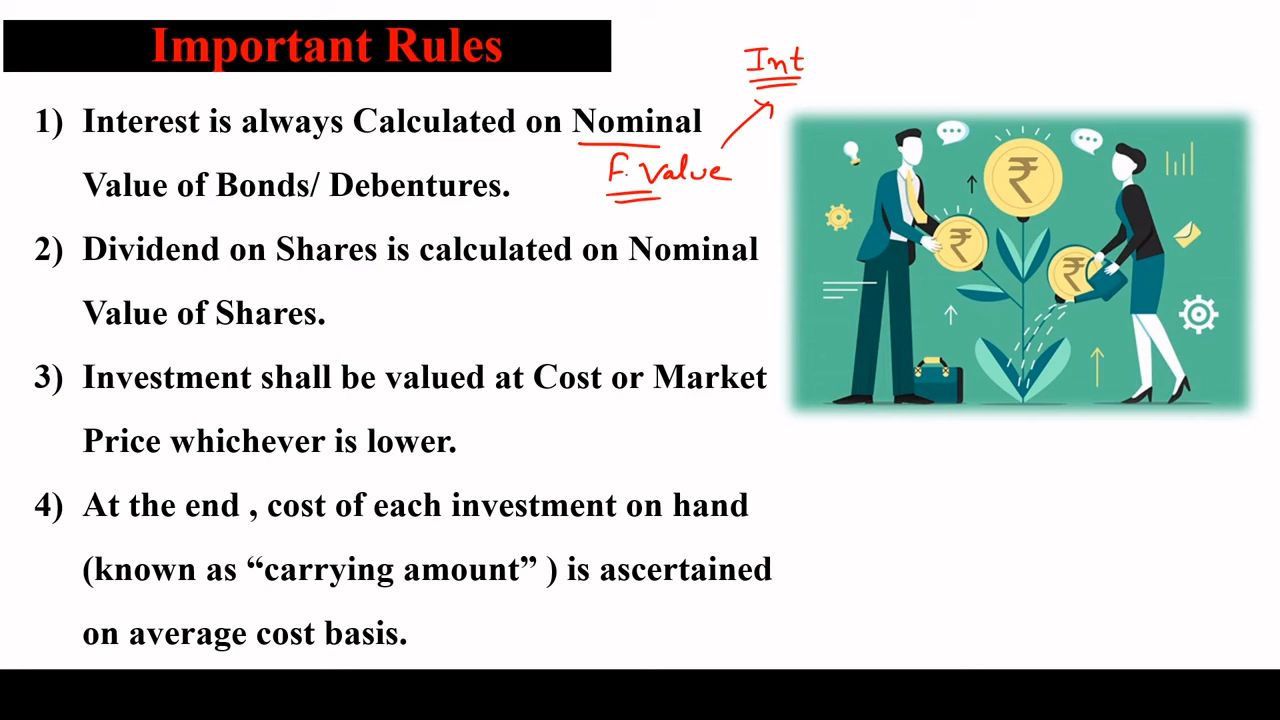 Important Rules
Int
1) Interest is always Calculated on Nominal
F. Value
Value of Bonds/ Debentures.
2) Dividend on Shares is calculated on Nominal
Value of Shares.
3) Investment shall be valued at Cost or Market
Price whichever is lower.
4) At the end , cost of each investment on hand
(known as “carrying amount” ) is ascertained
on average cost basis.
₹
₹
₹